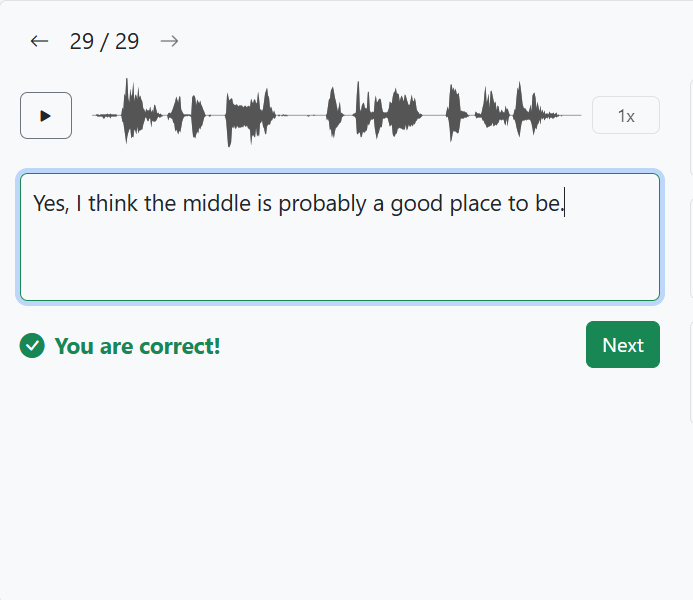 29 / 29
1x
Yes, I think the middle is probably a good place to be.
You are correct!
Next